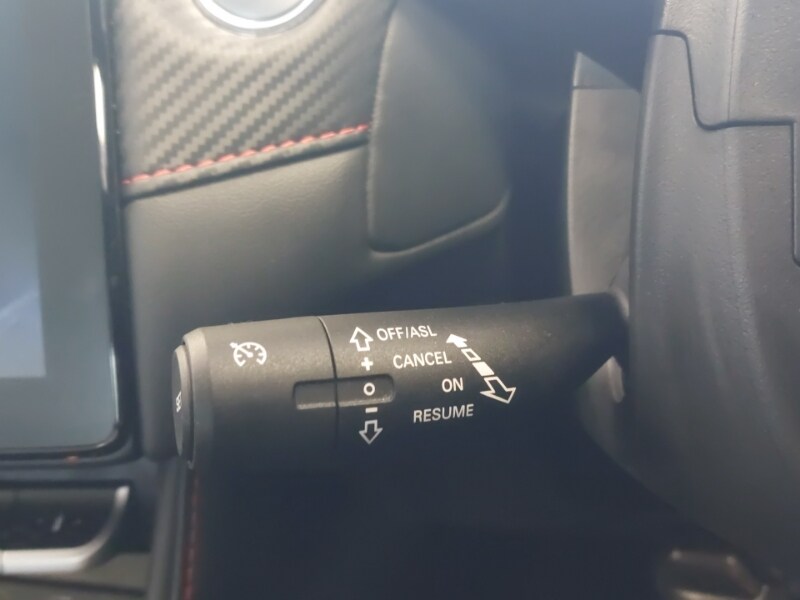 OFF/ASL
+ CANCEL
O ON
- RESUME